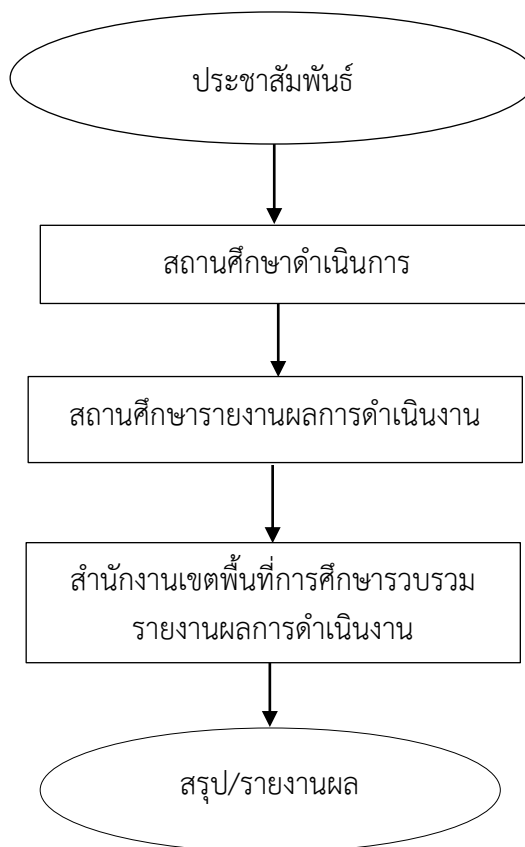 ประชาสัมพันธ์
สถานศึกษาดำเนินการ
สถานศึกษารายงานผลการดำเนินงาน
สำนักงานเขตพื้นที่การศึกษารวบรวม
รายงานผลการดำเนินงาน
สรุป/รายงานผล